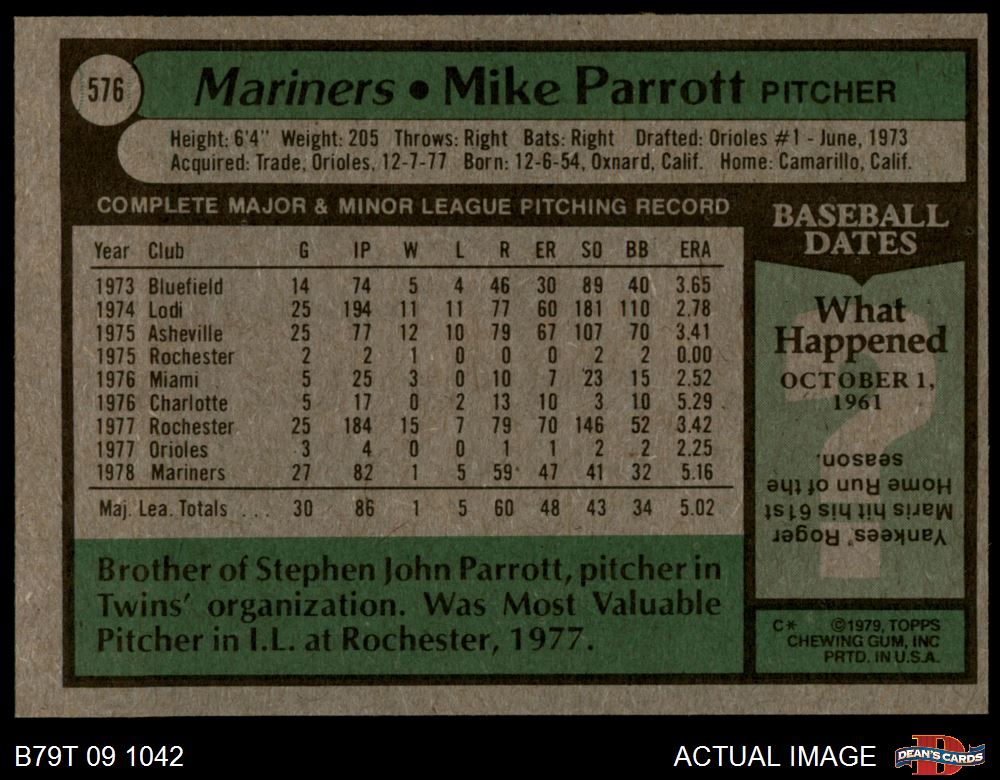 576
Mariners • Mike Parrott PITCHER
Height: 6'4" Weight: 205 Throws: Right Bats: Right Drafted: Orioles #1 - June, 1973
Acquired: Trade, Orioles, 12-7-77 Born: 12-6-54, Oxnard, Calif. Home: Camarillo, Calif.
COMPLETE MAJOR & MINOR LEAGUE PITCHING RECORD
Year Club G IP W L R ER SO BB ERA
1973 Bluefield 14 74 5 4 46 30 89 40 3.65
1974 Lodi 25 194 11 11 77 60 181 110 2.78
1975 Asheville 25 77 12 10 79 67 107 70 3.41
1975 Rochester 2 2 1 0 0 0 2 2 0.00
1976 Miami 5 25 3 0 10 7 23 15 2.52
1976 Charlotte 5 17 0 2 13 10 3 10 5.29
1977 Rochester 25 184 15 7 79 70 146 52 3.42
1977 Orioles 3 4 0 0 1 1 2 2 2.25
1978 Mariners 27 82 1 5 59 47 41 32 5.16
Maj. Lea. Totals ... 30 86 1 5 60 48 43 34 5.02
Brother of Stephen John Parrott, pitcher in
Twins' organization. Was Most Valuable
Pitcher in I.L. at Rochester, 1977.
BASEBALL
DATES
What
Happened
OCTOBER 1,
1961
?
Yankees' Roger
Maris hit his 61st
Home Run of the
season.
C* ©1979, TOPPS
CHEWING GUM, INC
PRTD. IN U.S.A.
B79T 09 1042
ACTUAL IMAGE
D
DEAN'S CARDS